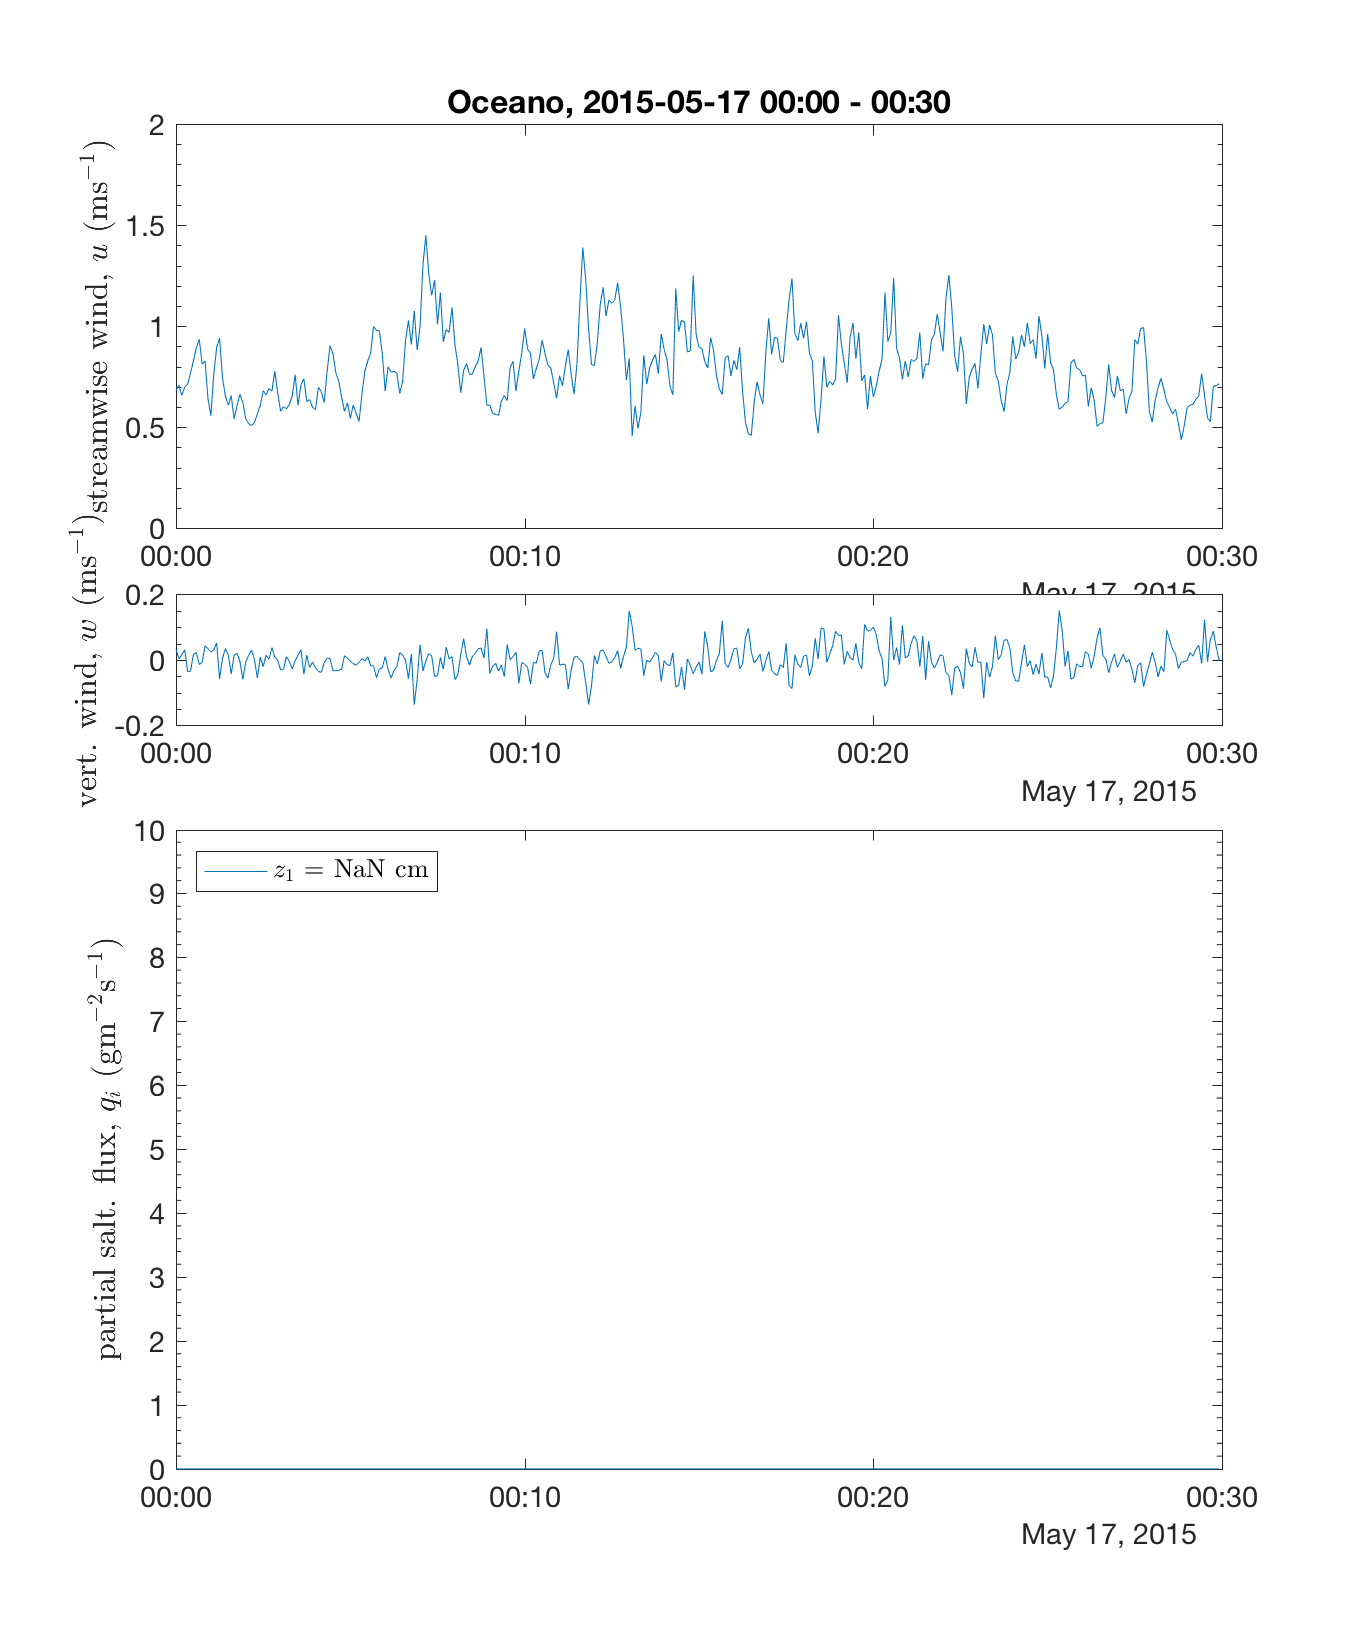 Oceano, 2015-05-17 00:00 - 00:30
streamwise wind, u (ms⁻¹)
2
1.5
1
0.5
0
00:00 00:10 00:20 00:30
May 17, 2015
vert. wind, w (ms⁻¹)
0.2
0
-0.2
00:00 00:10 00:20 00:30
May 17, 2015
partial salt. flux, qᵢ (gm⁻²s⁻¹)
10
9
8
7
6
5
4
3
2
1
0
z₁ = NaN cm
00:00 00:10 00:20 00:30
May 17, 2015